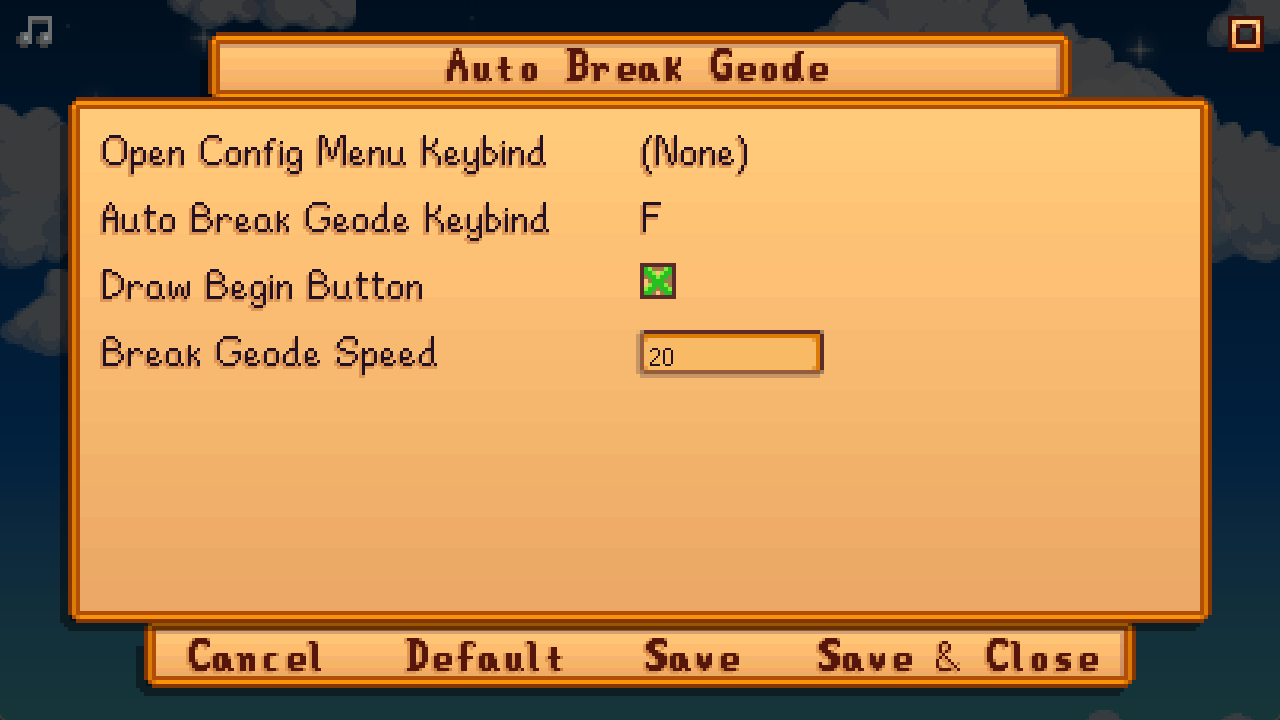 Auto Break Geode
Open Config Menu Keybind (None)
Auto Break Geode Keybind F
Draw Begin Button
Break Geode Speed 20
Cancel Default Save Save & Close